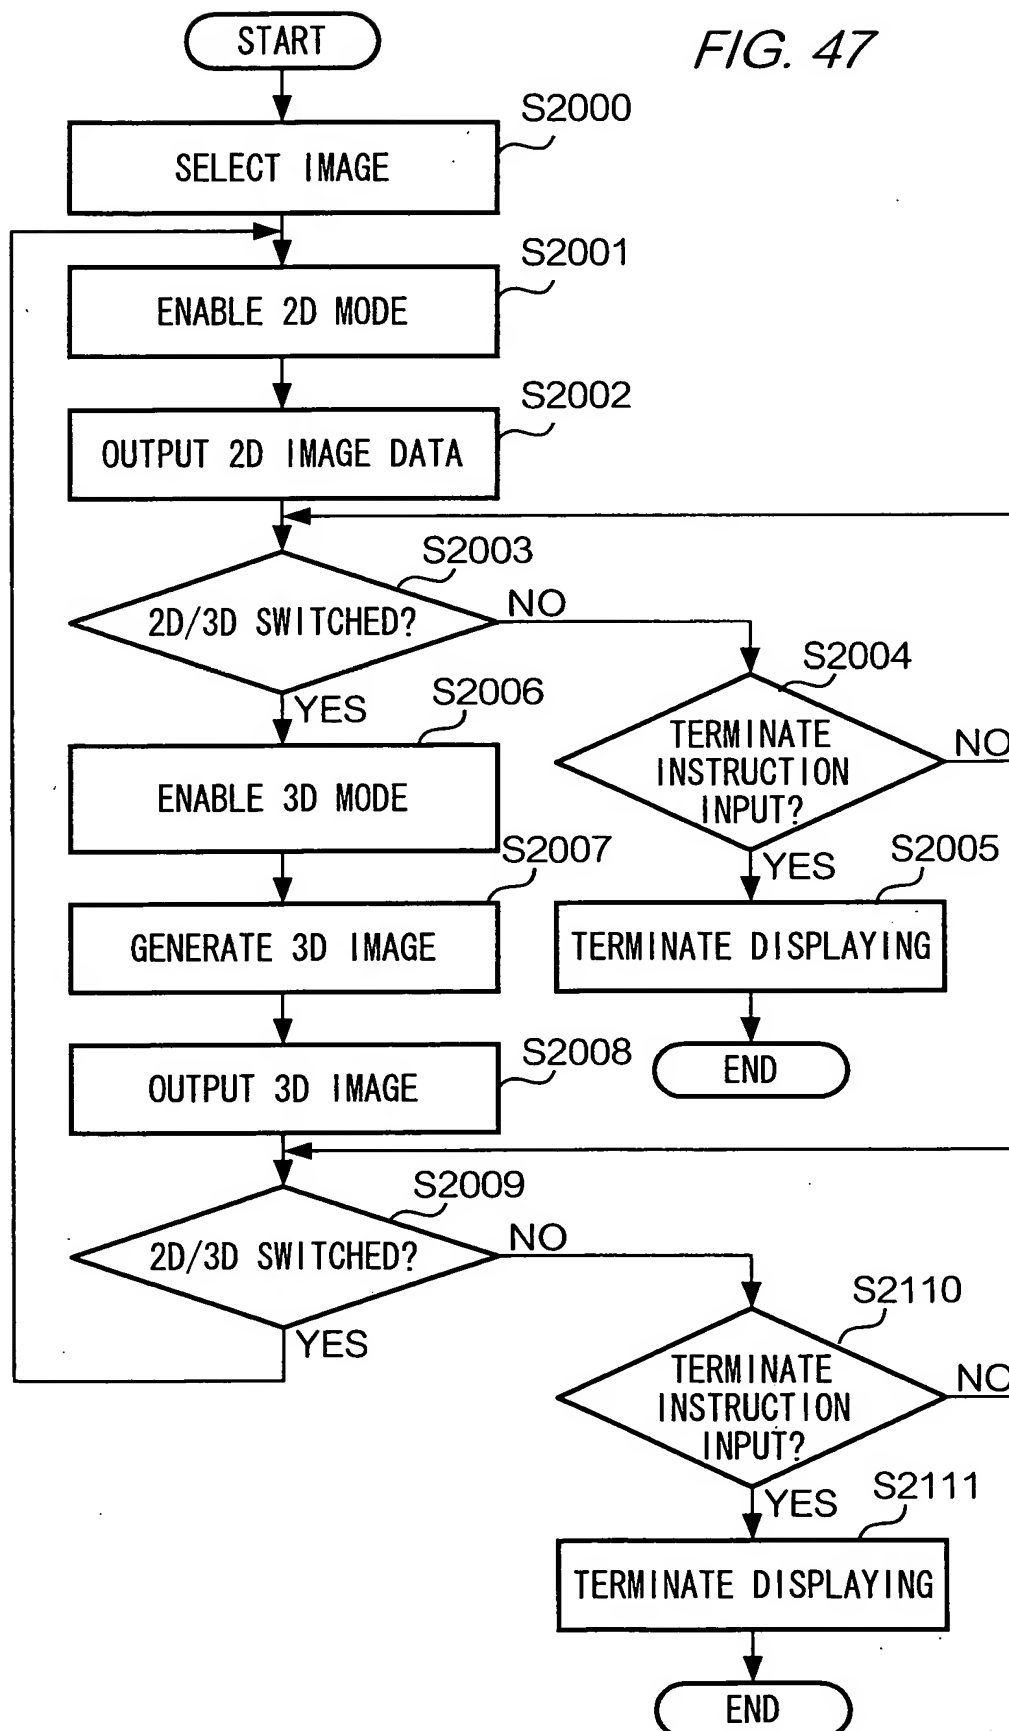 START
FIG. 47
S2000
SELECT IMAGE
S2001
ENABLE 2D MODE
S2002
OUTPUT 2D IMAGE DATA
S2003
2D/3D SWITCHED?
NO
YES
S2004
TERMINATE
INSTRUCTION
INPUT?
NO
YES
S2005
TERMINATE DISPLAYING
END
S2006
ENABLE 3D MODE
S2007
GENERATE 3D IMAGE
S2008
OUTPUT 3D IMAGE
S2009
2D/3D SWITCHED?
NO
YES
S2110
TERMINATE
INSTRUCTION
INPUT?
NO
YES
S2111
TERMINATE DISPLAYING
END